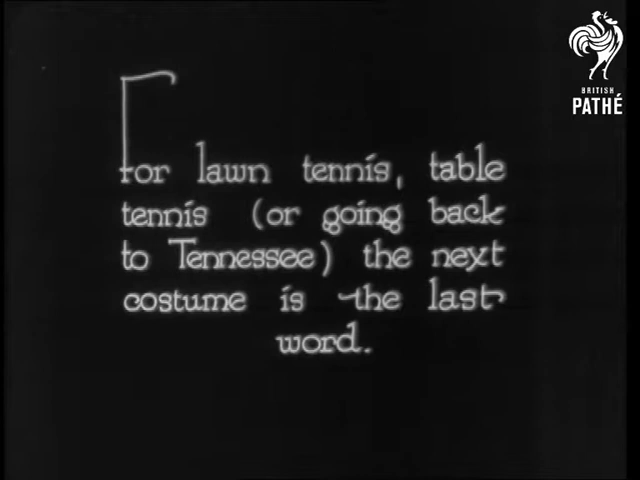 BRITISH
PATHÉ
For lawn tennis, table
tennis (or going back
to Tennessee) the next
costume is the last
word.